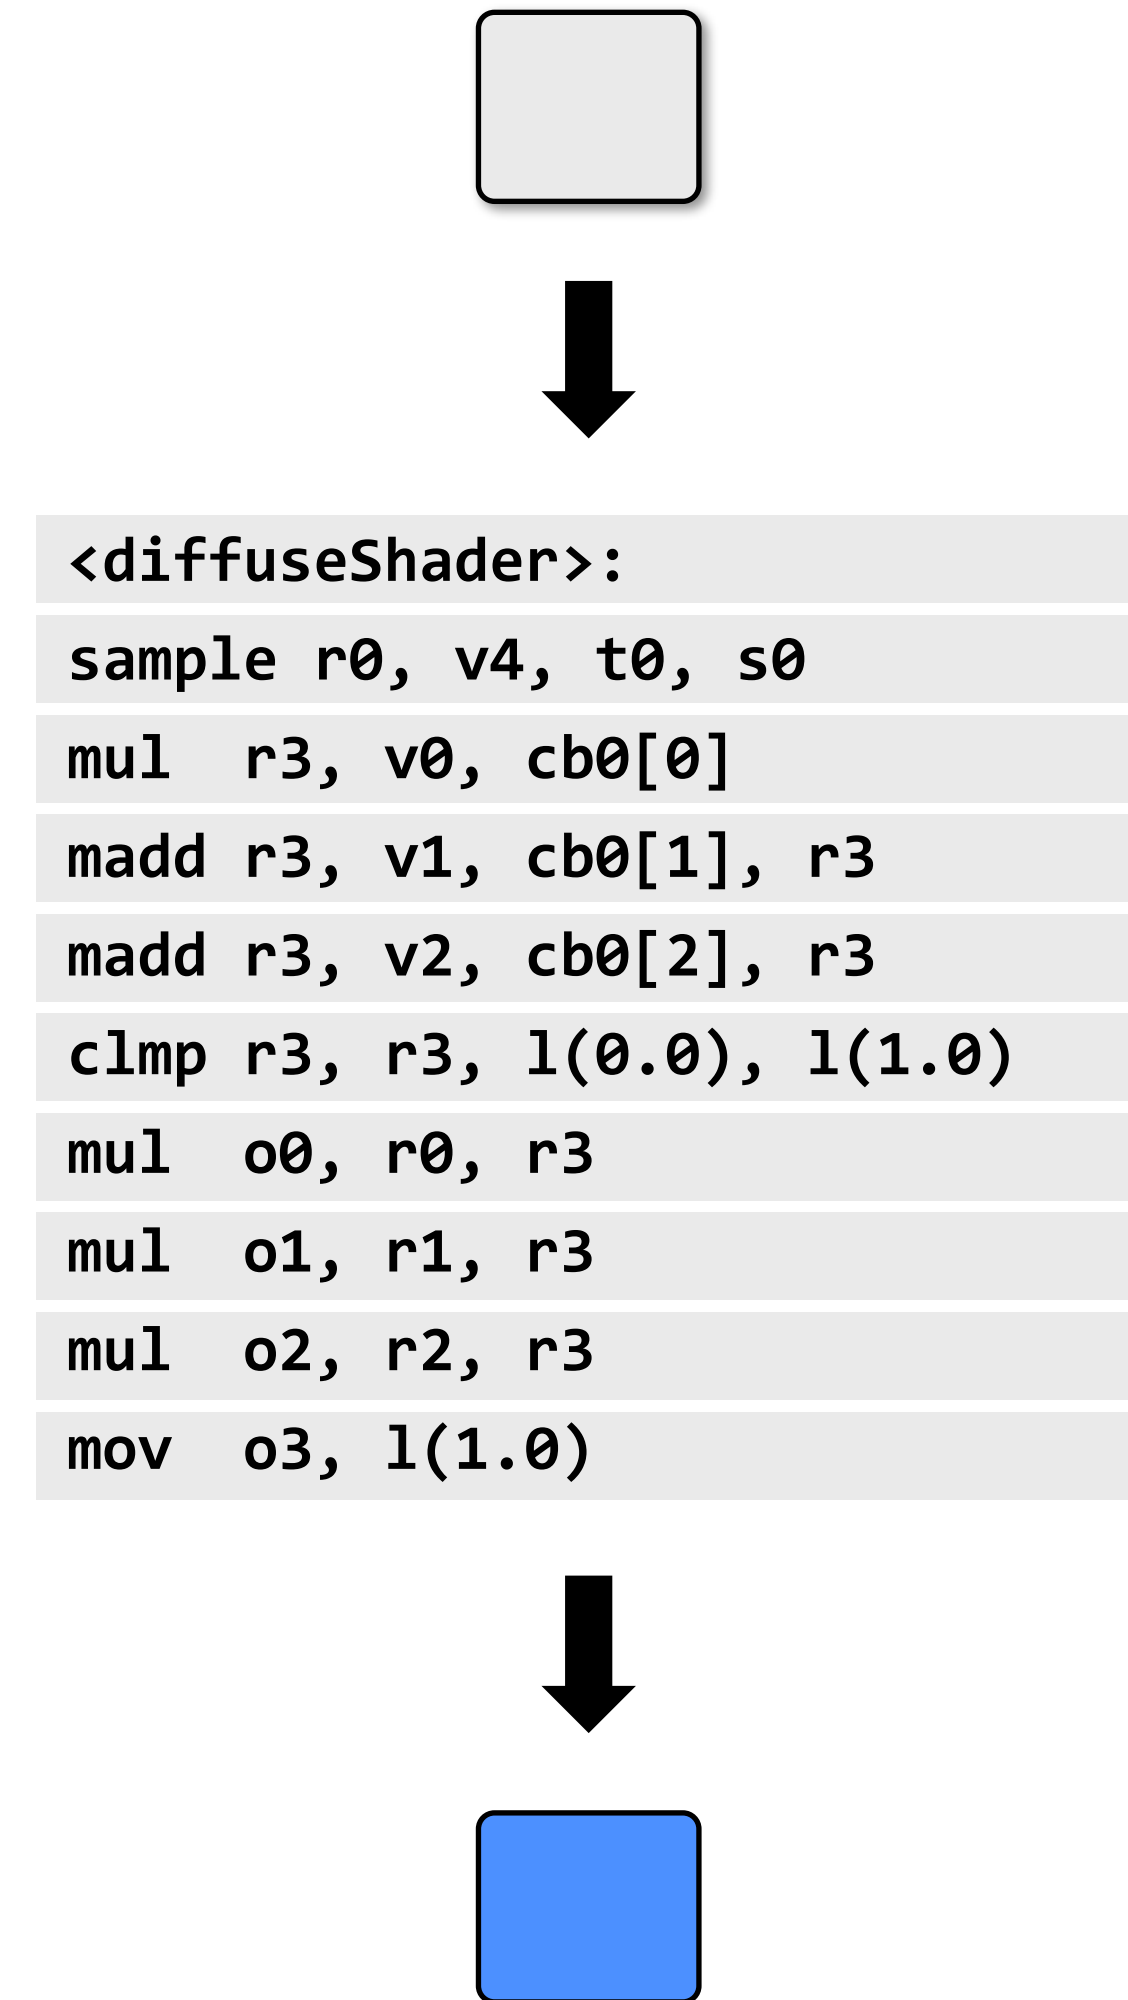 <diffuseShader>:
sample r0, v4, t0, s0
mul  r3, v0, cb0[0]
madd r3, v1, cb0[1], r3
madd r3, v2, cb0[2], r3
clmp r3, r3, l(0.0), l(1.0)
mul  o0, r0, r3
mul  o1, r1, r3
mul  o2, r2, r3
mov  o3, l(1.0)